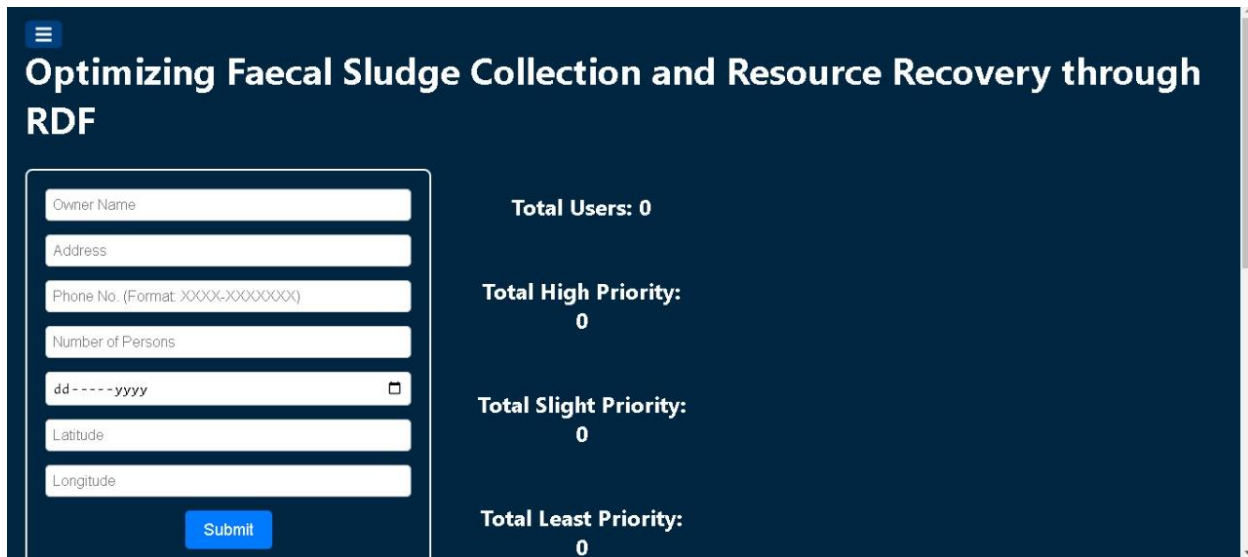 Optimizing Faecal Sludge Collection and Resource Recovery through
RDF
Owner Name
Address
Phone No. (Format: XXXX-XXXXXXX)
Number of Persons
dd-----yyyy
Latitude
Longitude
Submit
Total Users: 0
Total High Priority:
0
Total Slight Priority:
0
Total Least Priority:
0